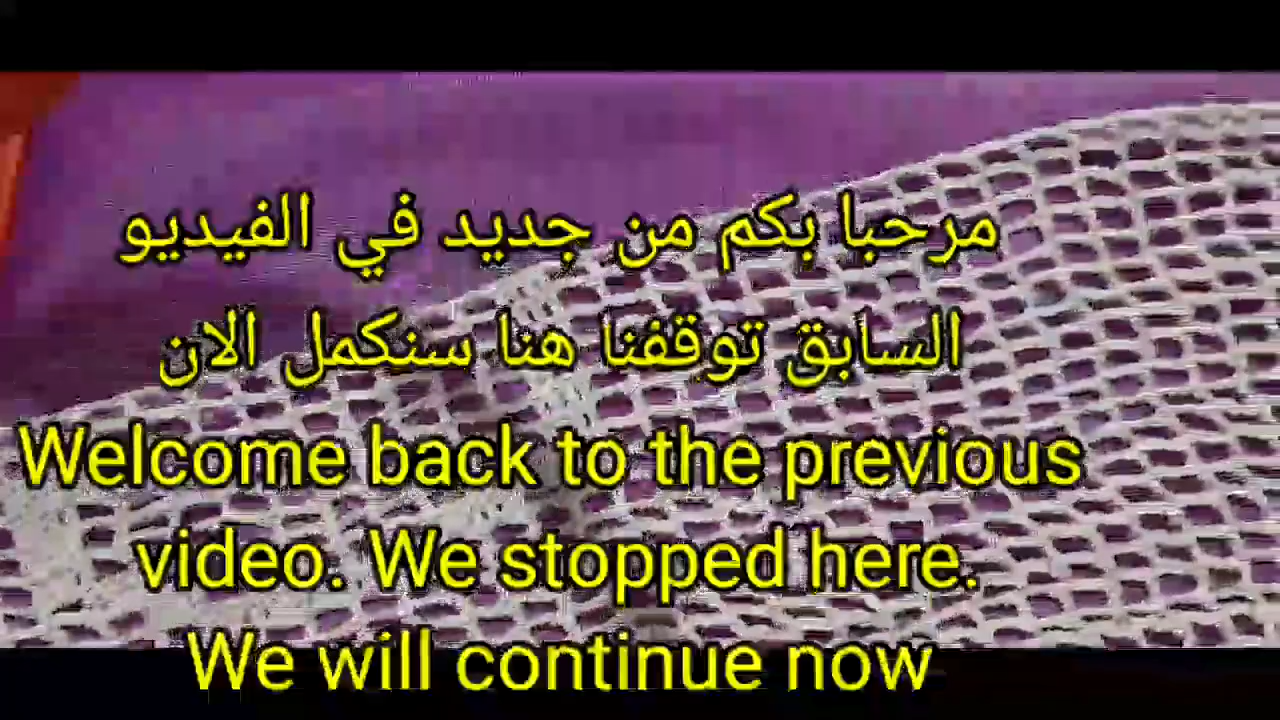 مرحبا بكم من جديد في الفيديو
السابق توقفنا هنا سنكمل الان
Welcome back to the previous
video. We stopped here.
We will continue now